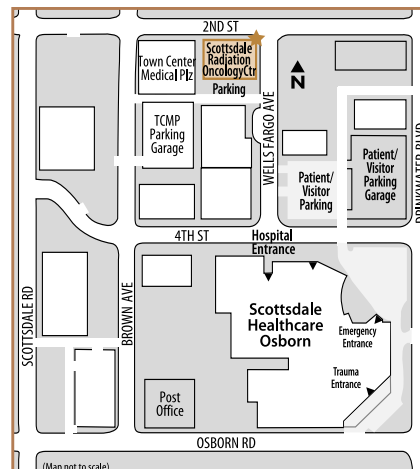 2ND ST
Town Center
Medical Plz
Scottsdale
Radiation
OncologyCtr
Parking
N
TCMP
Parking
Garage
WELLS FARGO AVE
Patient/
Visitor
Parking
Patient/
Visitor
Parking
Garage
DRINKWATER BLVD
4TH ST
Hospital
Entrance
SCOTTSDALE RD
BROWN AVE
Scottsdale
Healthcare
Osborn
Emergency
Entrance
Trauma
Entrance
Post
Office
OSBORN RD
(Map not to scale)